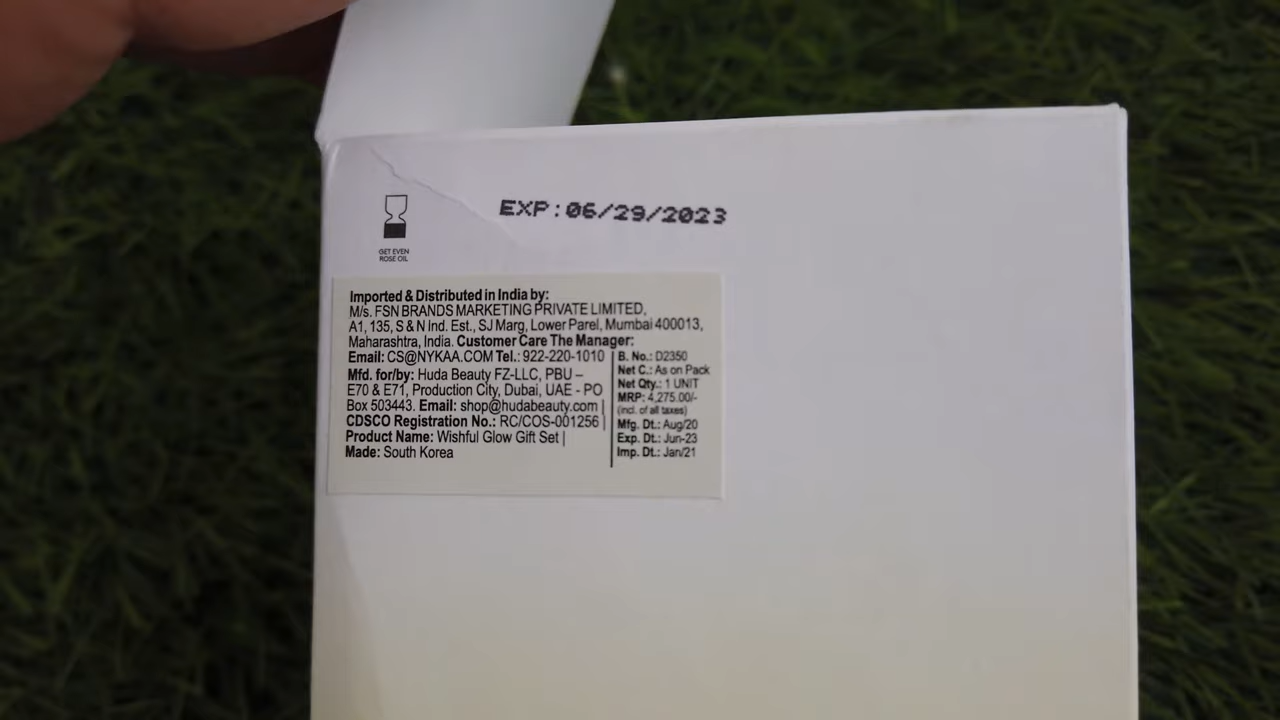 EXP:06/29/2023
GET EVEN
ROSE OIL
Imported & Distributed in India by:
M/s. FSN BRANDS MARKETING PRIVATE LIMITED,
A1, 135, S & N Ind. Est., SJ Marg, Lower Parel, Mumbai 400013,
Maharashtra, India. Customer Care The Manager:
Email: CS@NYKAA.COM Tel.: 922-220-1010
Mfd. for/by: Huda Beauty FZ-LLC, PBU –
E70 & E71, Production City, Dubai, UAE - PO
Box 503443. Email: shop@hudabeauty.com |
CDSCO Registration No.: RC/COS-001256 |
Product Name: Wishful Glow Gift Set |
Made: South Korea
B. No.: D2350
Net C.: As on Pack
Net Qty.: 1 UNIT
MRP: 4,275.00/-
(incl. of all taxes)
Mfg. Dt.: Aug/20
Exp. Dt.: Jun-23
Imp. Dt.: Jan/21